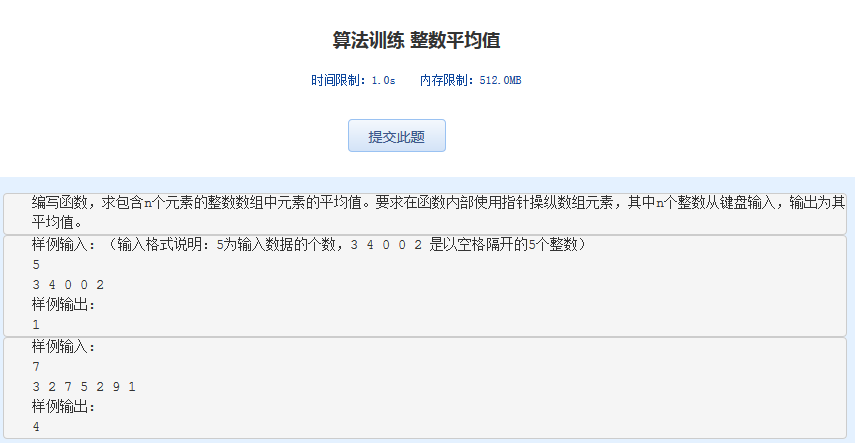 算法训练 整数平均值
时间限制：1.0s 内存限制：512.0MB
提交此题
编写函数，求包含n个元素的整数数组中元素的平均值。要求在函数内部使用指针操纵数组元素，其中n个整数从键盘输入，输出为其
平均值。
样例输入：（输入格式说明：5为输入数据的个数，3 4 0 0 2 是以空格隔开的5个整数）
5
3 4 0 0 2
样例输出：
1
样例输入：
7
3 2 7 5 2 9 1
样例输出：
4